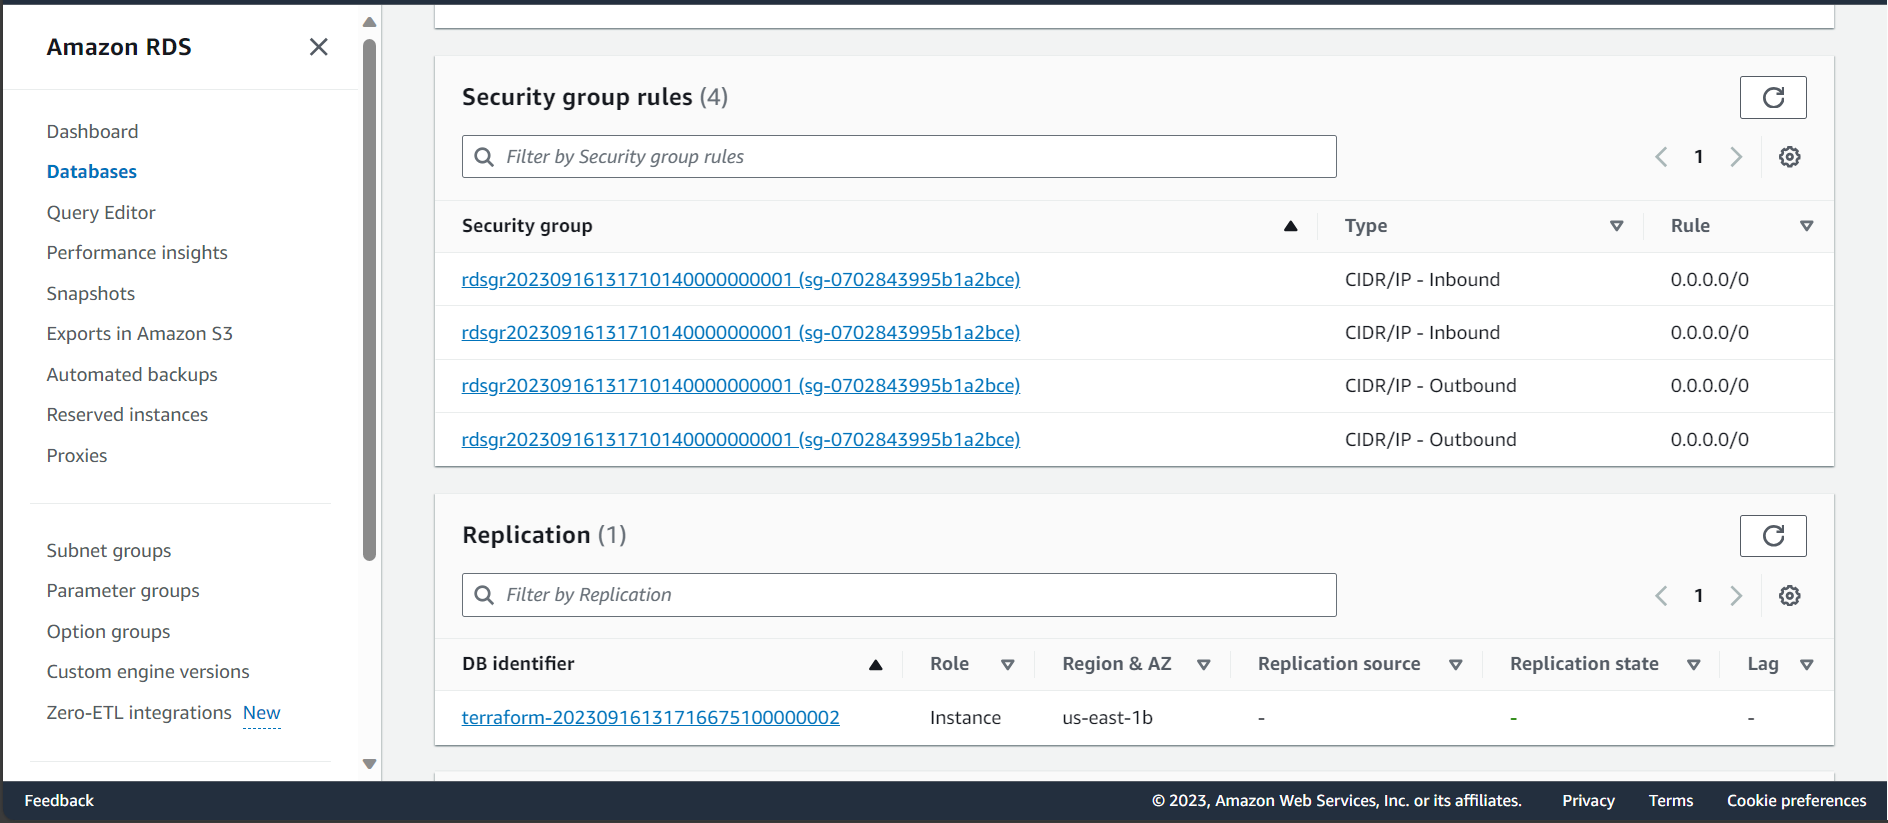 Amazon RDS
Dashboard
Databases
Query Editor
Performance insights
Snapshots
Exports in Amazon S3
Automated backups
Reserved instances
Proxies
Subnet groups
Parameter groups
Option groups
Custom engine versions
Zero-ETL integrations New
Security group rules (4)
Filter by Security group rules
1
Security group Type Rule
rdsgr20230916131710140000000001 (sg-0702843995b1a2bce) CIDR/IP - Inbound 0.0.0.0/0
rdsgr20230916131710140000000001 (sg-0702843995b1a2bce) CIDR/IP - Inbound 0.0.0.0/0
rdsgr20230916131710140000000001 (sg-0702843995b1a2bce) CIDR/IP - Outbound 0.0.0.0/0
rdsgr20230916131710140000000001 (sg-0702843995b1a2bce) CIDR/IP - Outbound 0.0.0.0/0
Replication (1)
Filter by Replication
1
DB identifier Role Region & AZ Replication source Replication state Lag
terraform-20230916131716675100000002 Instance us-east-1b - - -
Feedback © 2023, Amazon Web Services, Inc. or its affiliates. Privacy Terms Cookie preferences